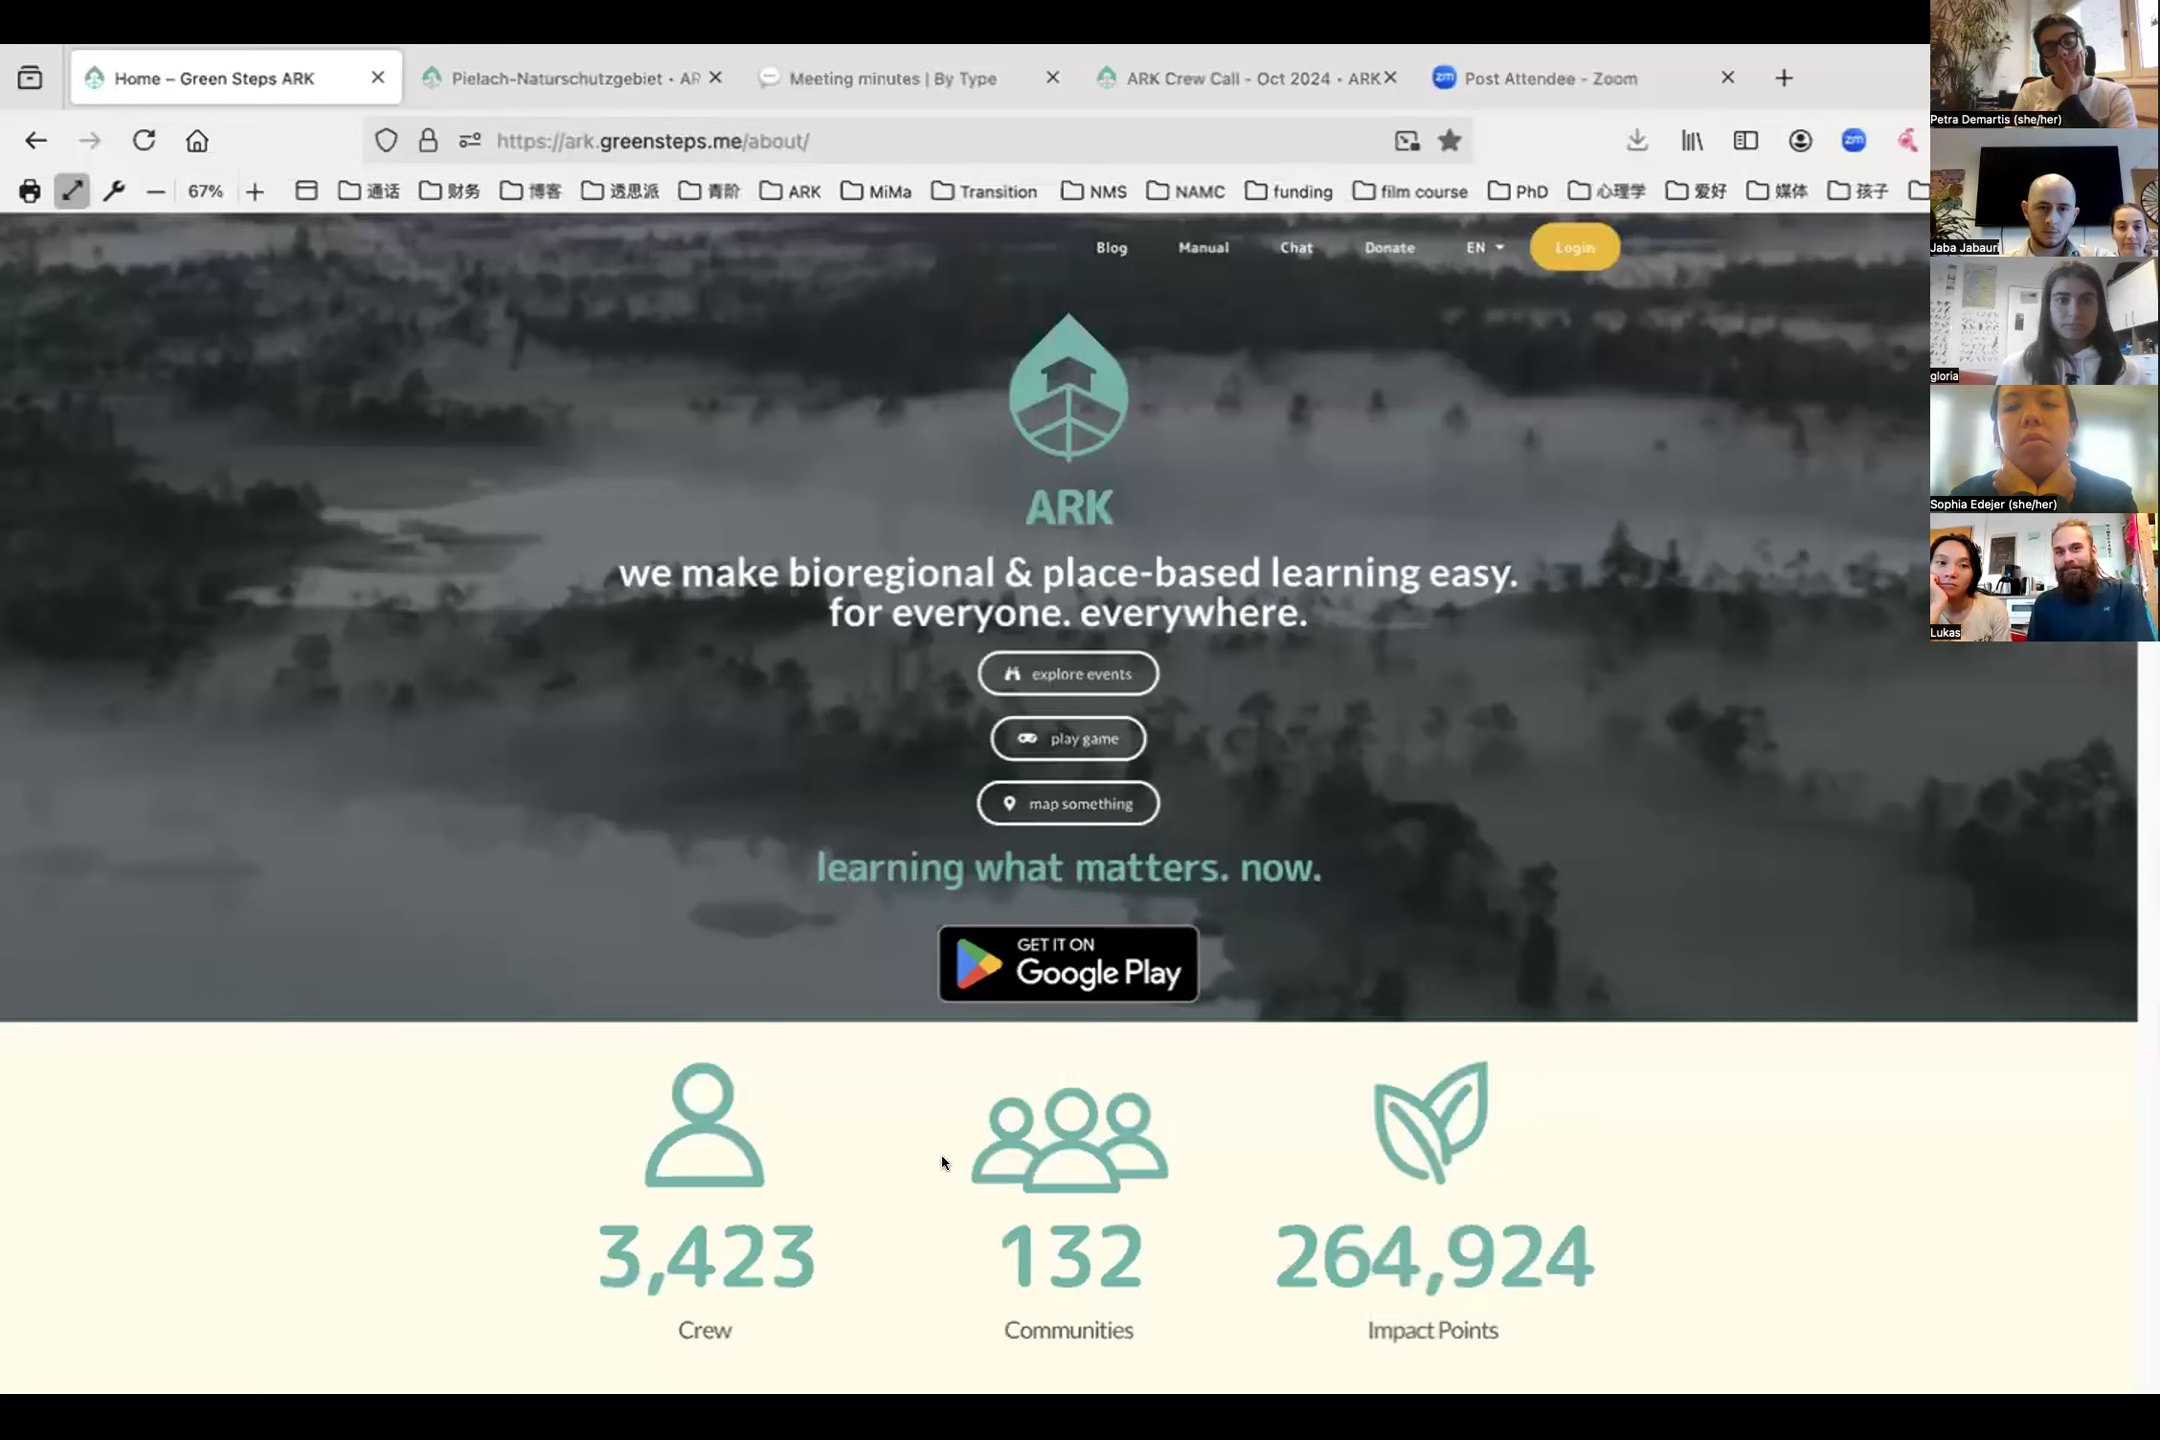 Home – Green Steps ARK
Pielach-Naturschutzgebiet • AR
Meeting minutes | By Type
ARK Crew Call - Oct 2024 • ARK
zm Post Attendee - Zoom
https://ark.greensteps.me/about/
zm
67%
通话 财务 博客 透思派 青阶 ARK MiMa Transition NMS NAMC funding film course PhD 心理学 爱好 媒体 孩子
Blog Manual Chat Donate EN Login
ARK
we make bioregional & place-based learning easy.
for everyone. everywhere.
explore events
play game
map something
learning what matters. now.
GET IT ON
Google Play
3,423 132 264,924
Crew Communities Impact Points
Petra Demartis (she/her)
Jaba Jabauri
gloria
Sophia Edejer (she/her)
Lukas